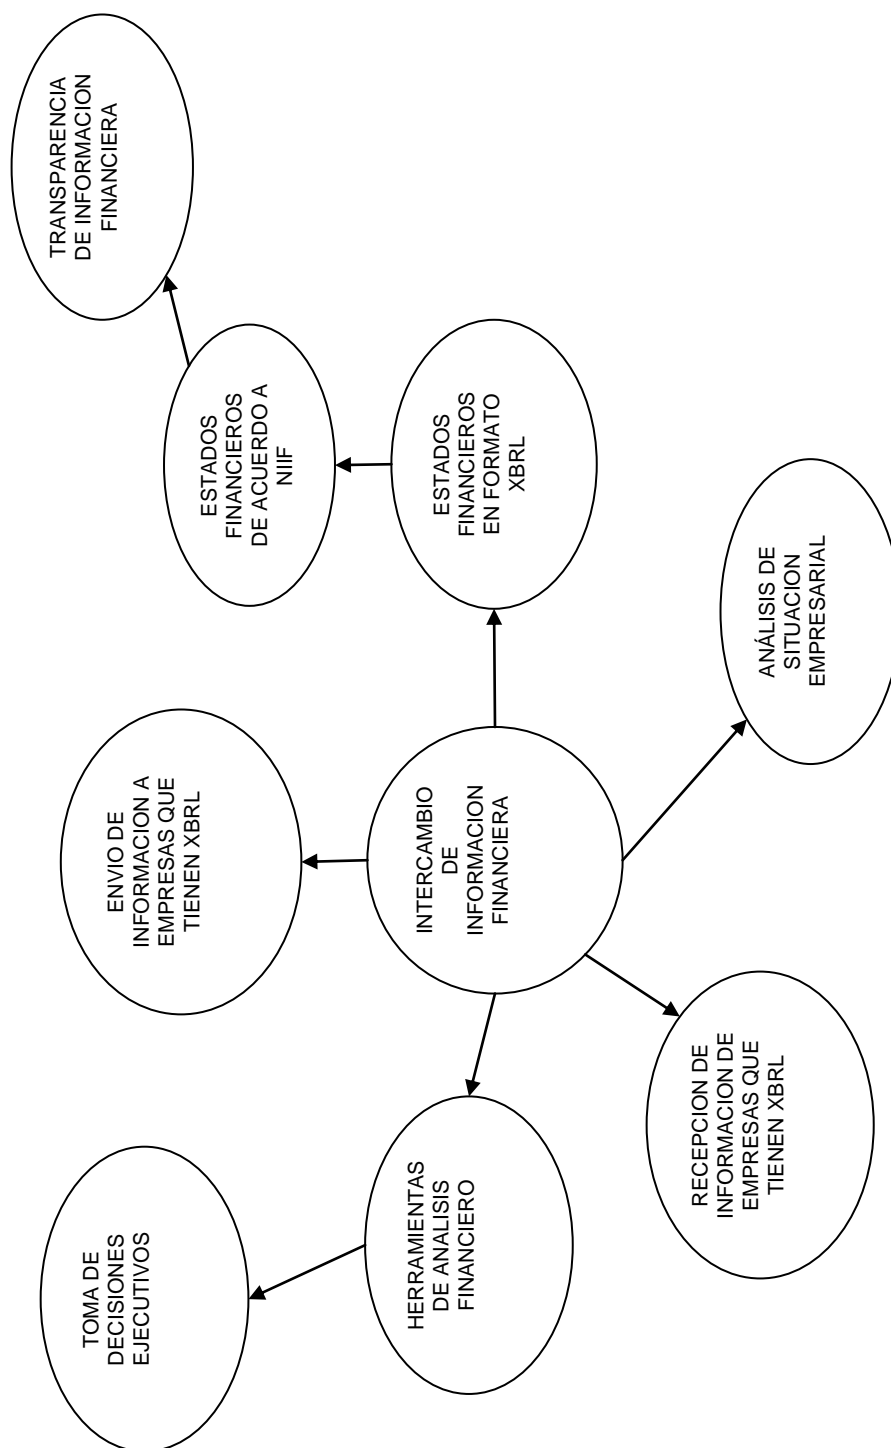 TOMA DE
DECISIONES
EJECUTIVOS
ENVIO DE
INFORMACION A
EMPRESAS QUE
TIENEN XBRL
TRANSPARENCIA
DE INFORMACION
FINANCIERA
ESTADOS
FINANCIEROS
DE ACUERDO A
NIIF
HERRAMIENTAS
DE ANALISIS
FINANCIERO
INTERCAMBIO
DE
INFORMACION
FINANCIERA
ESTADOS
FINANCIEROS
EN FORMATO
XBRL
RECEPCION DE
INFORMACION DE
EMPRESAS QUE
TIENEN XBRL
ANÁLISIS DE
SITUACION
EMPRESARIAL